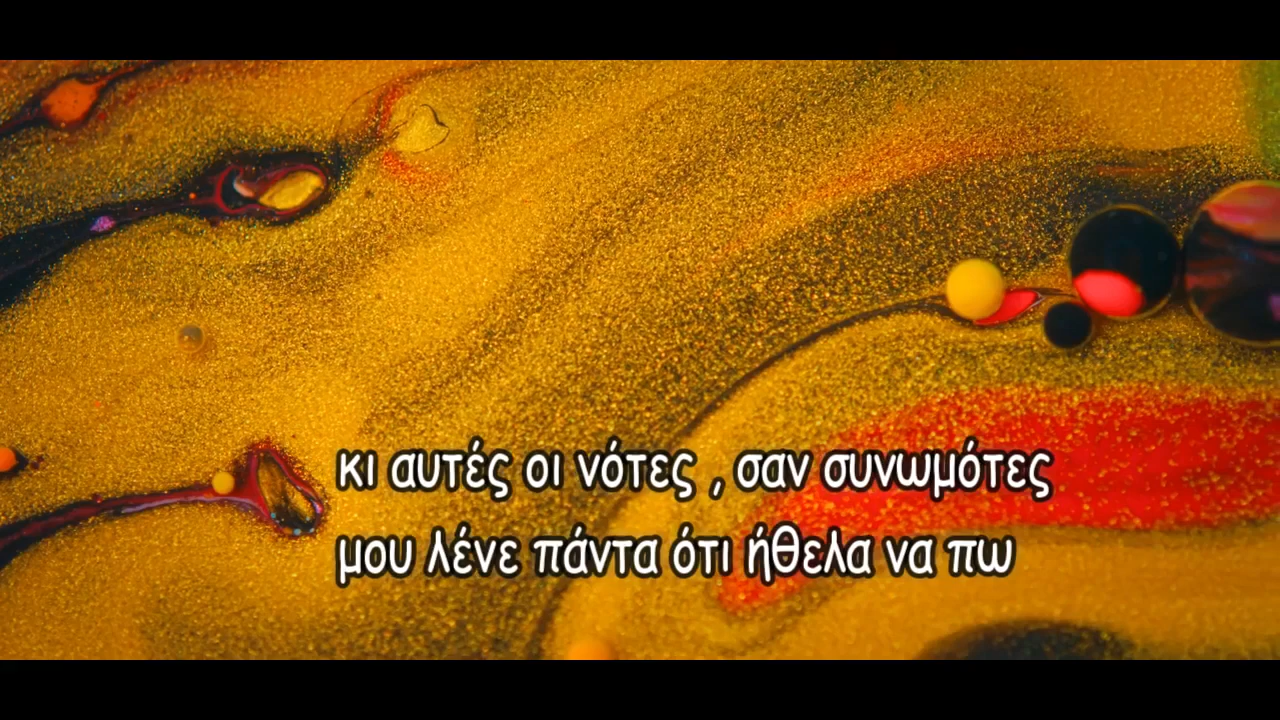 κι αυτές οι νότες , σαν συνωμότες
μου λένε πάντα ότι ήθελα να πω